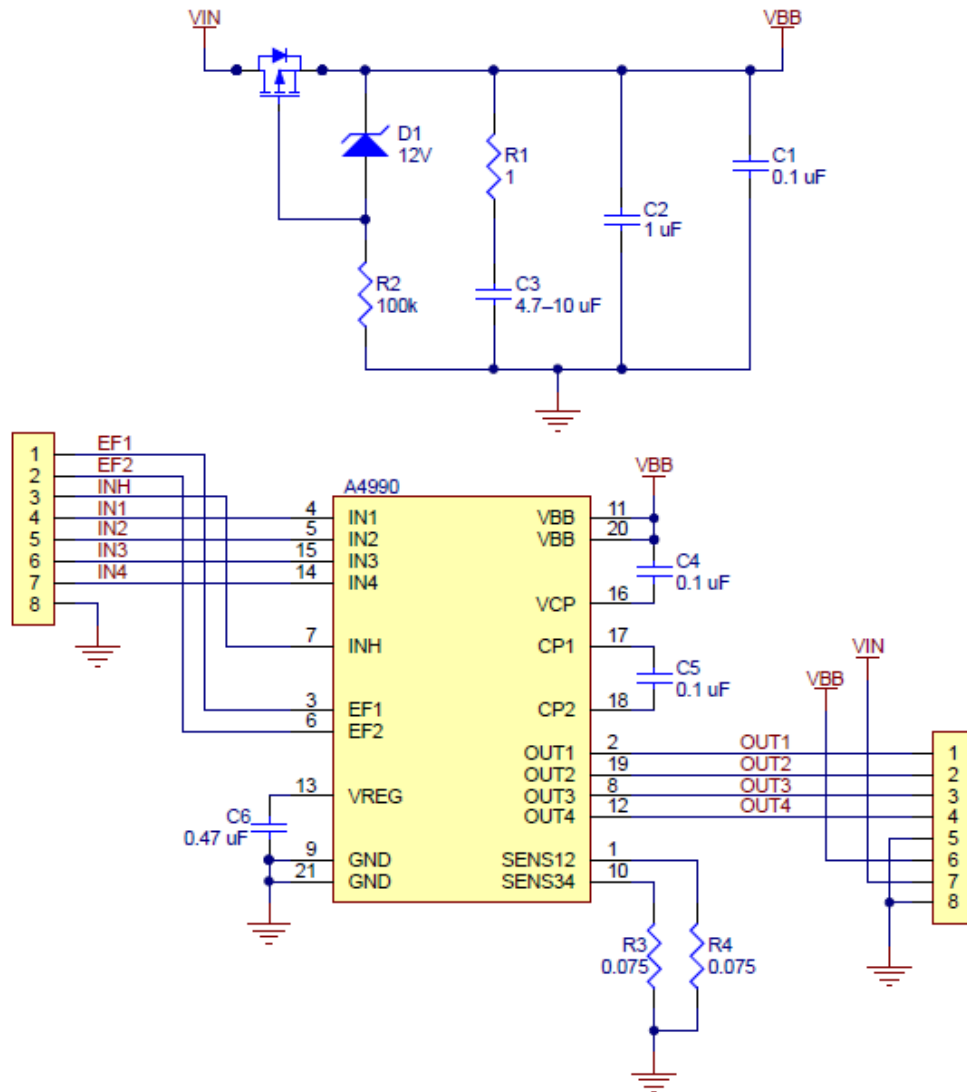 VIN
VBB
D1
12V
R1
1
C1
0.1 uF
C2
1 uF
R2
100k
C3
4.7–10 uF
1 EF1
2 EF2
3 INH
4 IN1
5 IN2
6 IN3
7 IN4
8
A4990
4 IN1
5 IN2
15 IN3
14 IN4
7 INH
3 EF1
6 EF2
13 VREG
9 GND
21 GND
C6
0.47 uF
VBB
VBB 11
VBB 20
C4
0.1 uF
VCP 16
CP1 17
C5
0.1 uF
CP2 18
OUT1 2 OUT1
OUT2 19 OUT2
OUT3 8 OUT3
OUT4 12 OUT4
SENS12 1
SENS34 10
R3
0.075
R4
0.075
VIN
VBB
1
2
3
4
5
6
7
8